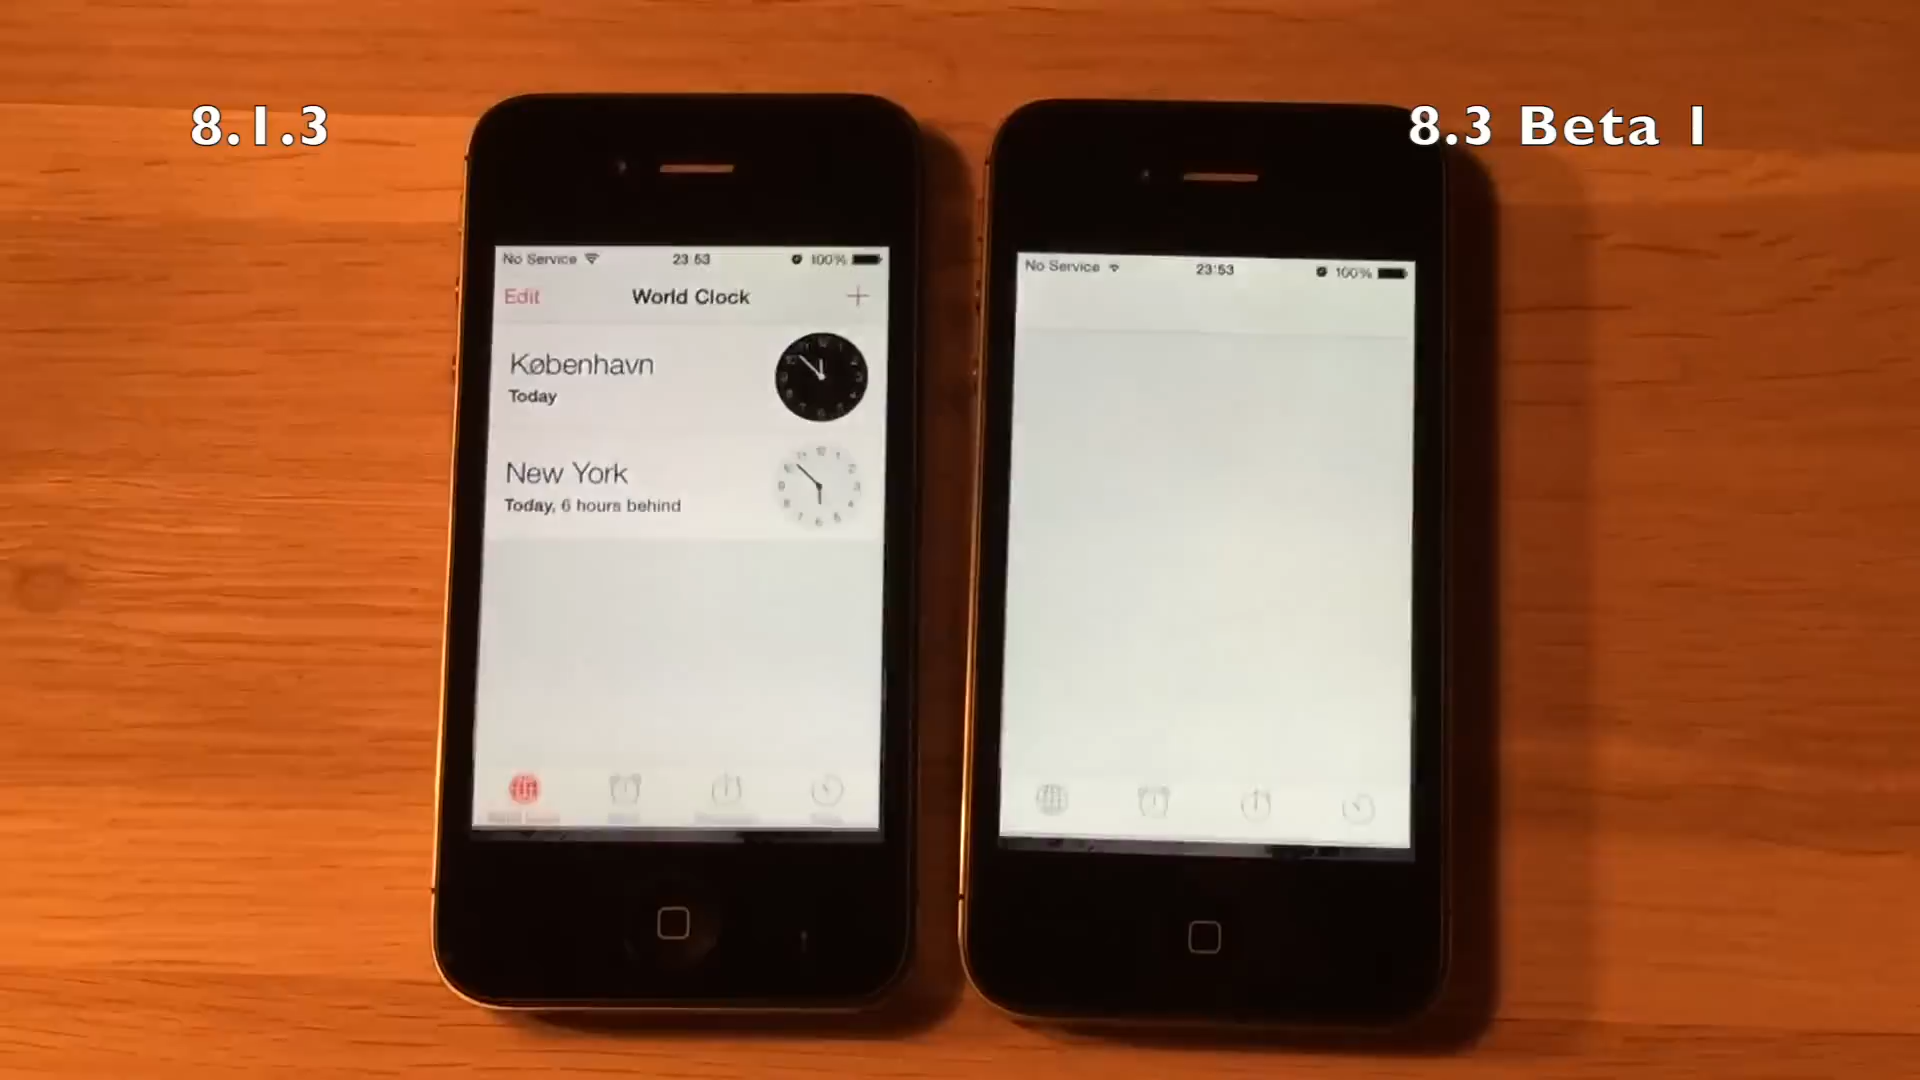 8.1.3
8.3 Beta 1
No Service 23:53 100%
Edit World Clock +
København
Today
New York
Today, 6 hours behind
No Service 23:53 100%